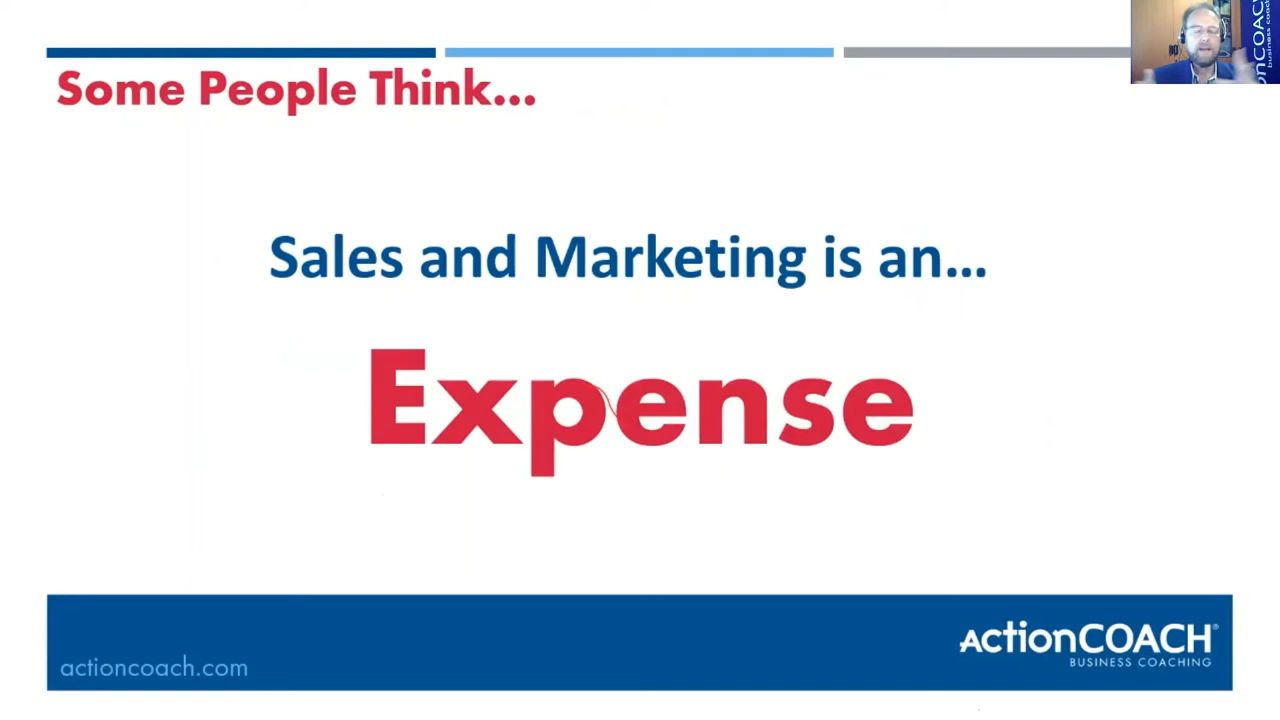 Some People Think...
Sales and Marketing is an...
Expense
actioncoach.com
ActionCOACH®
BUSINESS COACHING